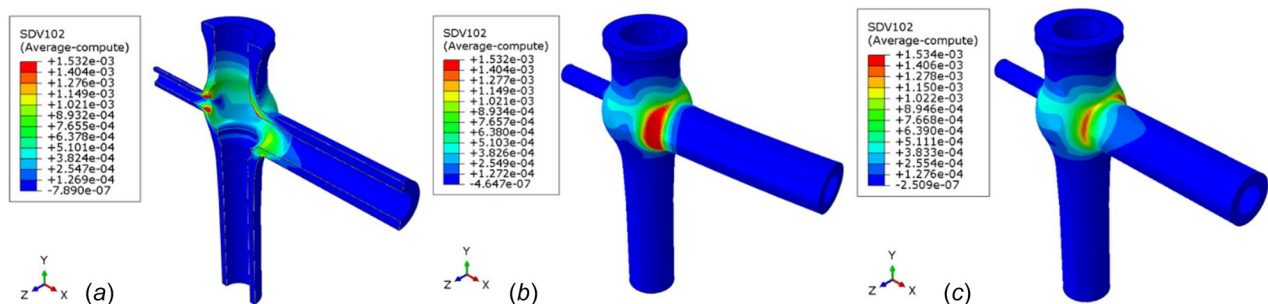 SDV102
(Average-compute)
+1.532e-03
+1.404e-03
+1.276e-03
+1.149e-03
+1.021e-03
+8.932e-04
+7.655e-04
+6.378e-04
+5.101e-04
+3.824e-04
+2.547e-04
+1.269e-04
-7.890e-07
Y
Z
X
(a)
SDV102
(Average-compute)
+1.532e-03
+1.404e-03
+1.277e-03
+1.149e-03
+1.021e-03
+8.934e-04
+7.657e-04
+6.380e-04
+5.103e-04
+3.826e-04
+2.549e-04
+1.272e-04
-4.647e-07
Y
Z
X
(b)
SDV102
(Average-compute)
+1.534e-03
+1.406e-03
+1.278e-03
+1.150e-03
+1.022e-03
+8.946e-04
+7.668e-04
+6.390e-04
+5.111e-04
+3.833e-04
+2.554e-04
+1.276e-04
-2.509e-07
Y
Z
X
(c)